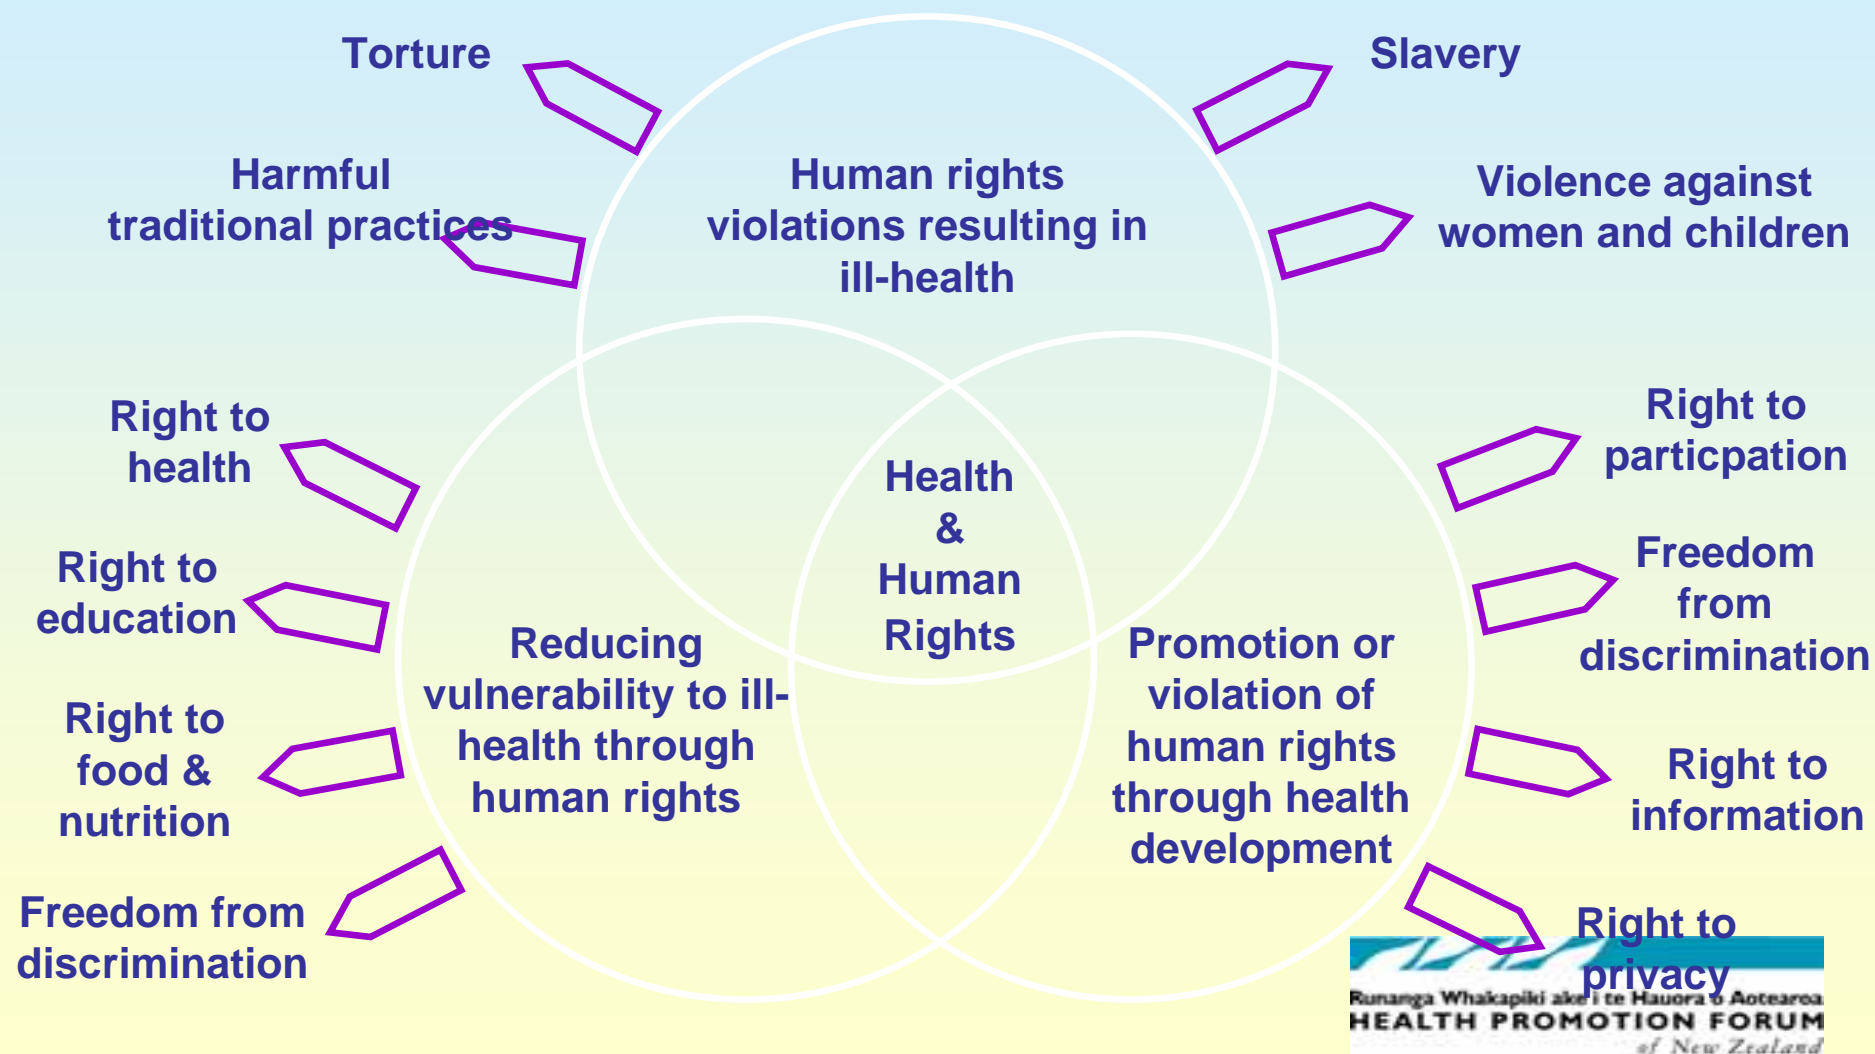 Torture
Slavery
Harmful
traditional practices
Human rights
violations resulting in
ill-health
Violence against
women and children
Right to
health
Right to
education
Right to
food &
nutrition
Freedom from
discrimination
Health
&
Human
Rights
Reducing
vulnerability to ill-
health through
human rights
Promotion or
violation of
human rights
through health
development
Right to
particpation
Freedom
from
discrimination
Right to
information
Right to
privacy
Runanga Whakapiki ake i te Hauora o Aotearoa
HEALTH PROMOTION FORUM
of New Zealand